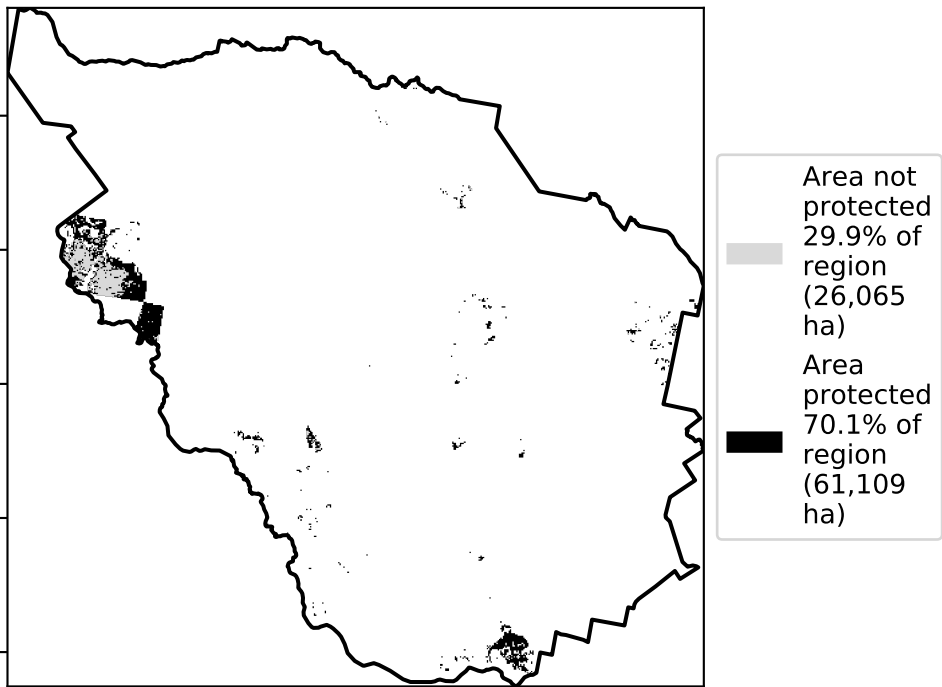 Area not
protected
29.9% of
region
(26,065
ha)
Area
protected
70.1% of
region
(61,109
ha)